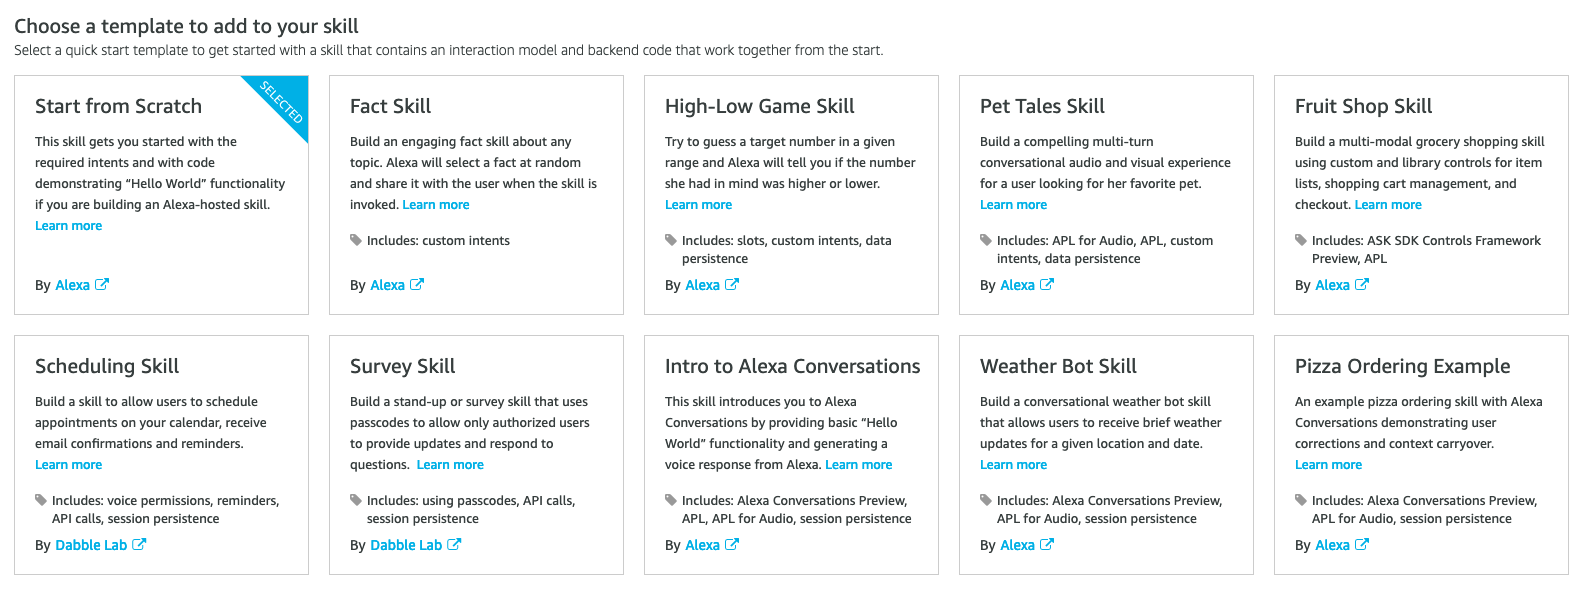 Choose a template to add to your skill
Select a quick start template to get started with a skill that contains an interaction model and backend code that work together from the start.
Start from Scratch
SELECTED
This skill gets you started with the
required intents and with code
demonstrating “Hello World” functionality
if you are building an Alexa-hosted skill.
Learn more
By Alexa
Fact Skill
Build an engaging fact skill about any
topic. Alexa will select a fact at random
and share it with the user when the skill is
invoked. Learn more
Includes: custom intents
By Alexa
High-Low Game Skill
Try to guess a target number in a given
range and Alexa will tell you if the number
she had in mind was higher or lower.
Learn more
Includes: slots, custom intents, data
persistence
By Alexa
Pet Tales Skill
Build a compelling multi-turn
conversational audio and visual experience
for a user looking for her favorite pet.
Learn more
Includes: APL for Audio, APL, custom
intents, data persistence
By Alexa
Fruit Shop Skill
Build a multi-modal grocery shopping skill
using custom and library controls for item
lists, shopping cart management, and
checkout. Learn more
Includes: ASK SDK Controls Framework
Preview, APL
By Alexa
Scheduling Skill
Build a skill to allow users to schedule
appointments on your calendar, receive
email confirmations and reminders.
Learn more
Includes: voice permissions, reminders,
API calls, session persistence
By Dabble Lab
Survey Skill
Build a stand-up or survey skill that uses
passcodes to allow only authorized users
to provide updates and respond to
questions. Learn more
Includes: using passcodes, API calls,
session persistence
By Dabble Lab
Intro to Alexa Conversations
This skill introduces you to Alexa
Conversations by providing basic “Hello
World” functionality and generating a
voice response from Alexa. Learn more
Includes: Alexa Conversations Preview,
APL, APL for Audio, session persistence
By Alexa
Weather Bot Skill
Build a conversational weather bot skill
that allows users to receive brief weather
updates for a given location and date.
Learn more
Includes: Alexa Conversations Preview,
APL for Audio, session persistence
By Alexa
Pizza Ordering Example
An example pizza ordering skill with Alexa
Conversations demonstrating user
corrections and context carryover.
Learn more
Includes: Alexa Conversations Preview,
APL for Audio, session persistence
By Alexa